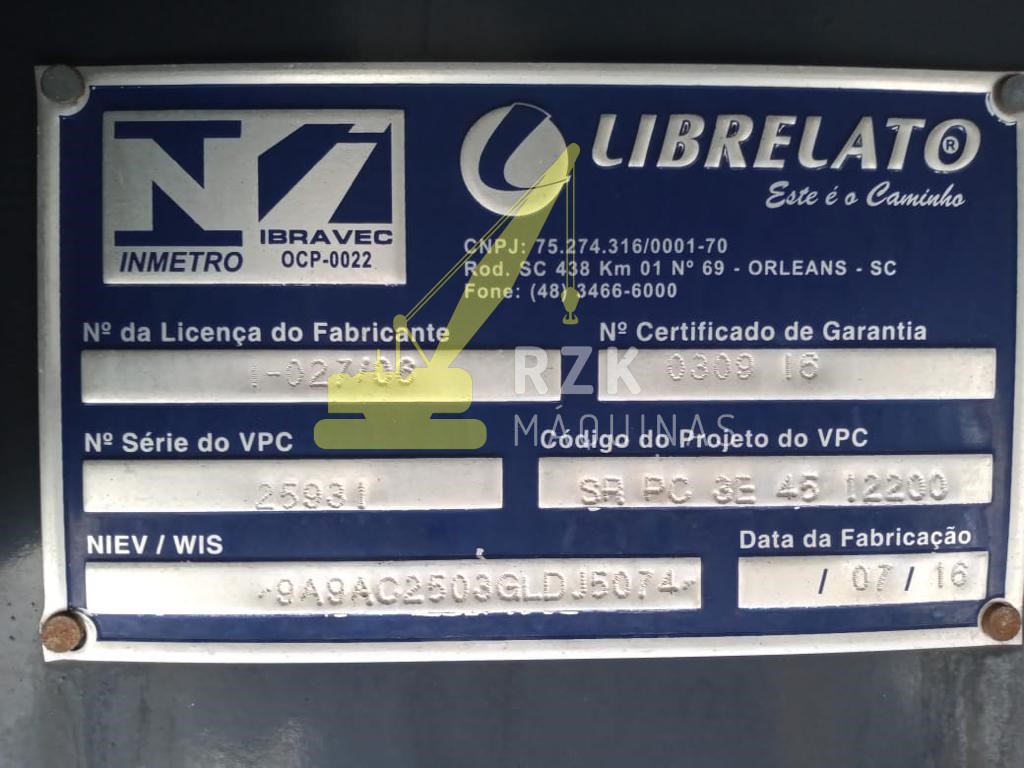 INMETRO
IBRAVEC
OCP-0022
LIBRELATO®
Este é o Caminho
CNPJ: 75.274.316/0001-70
Rod. SC 438 Km 01 Nº 69 - ORLEANS - SC
Fone: (48) 3466-6000
Nº da Licença do Fabricante
1-027/06
Nº Certificado de Garantia
0309 16
RZK
MÁQUINAS
Nº Série do VPC
25931
Código do Projeto do VPC
SR PC 3E 45 12200
NIEV / WIS
9A9AC2503GLDJ5074
Data da Fabricação
/ 07 / 16